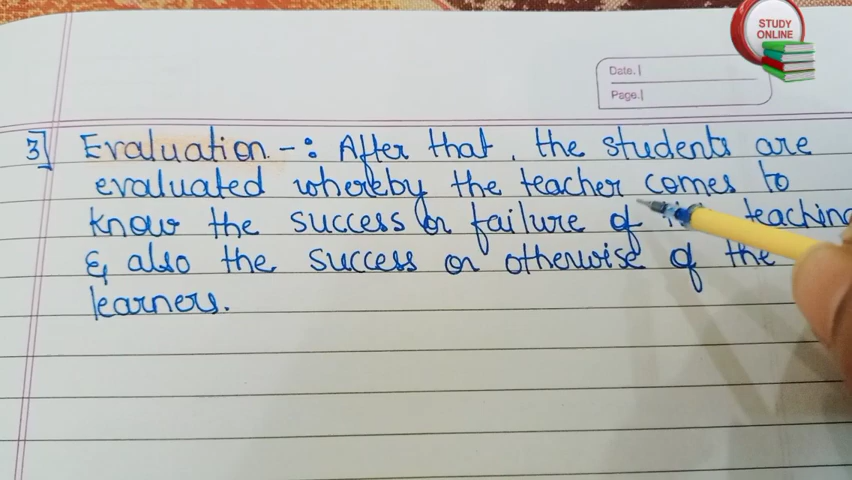 STUDY
ONLINE
Date.
Page.
3] Evaluation -: After that, the students are
evaluated whereby the teacher comes to
know the success or failure of teaching
& also the success or otherwise of the
learners.